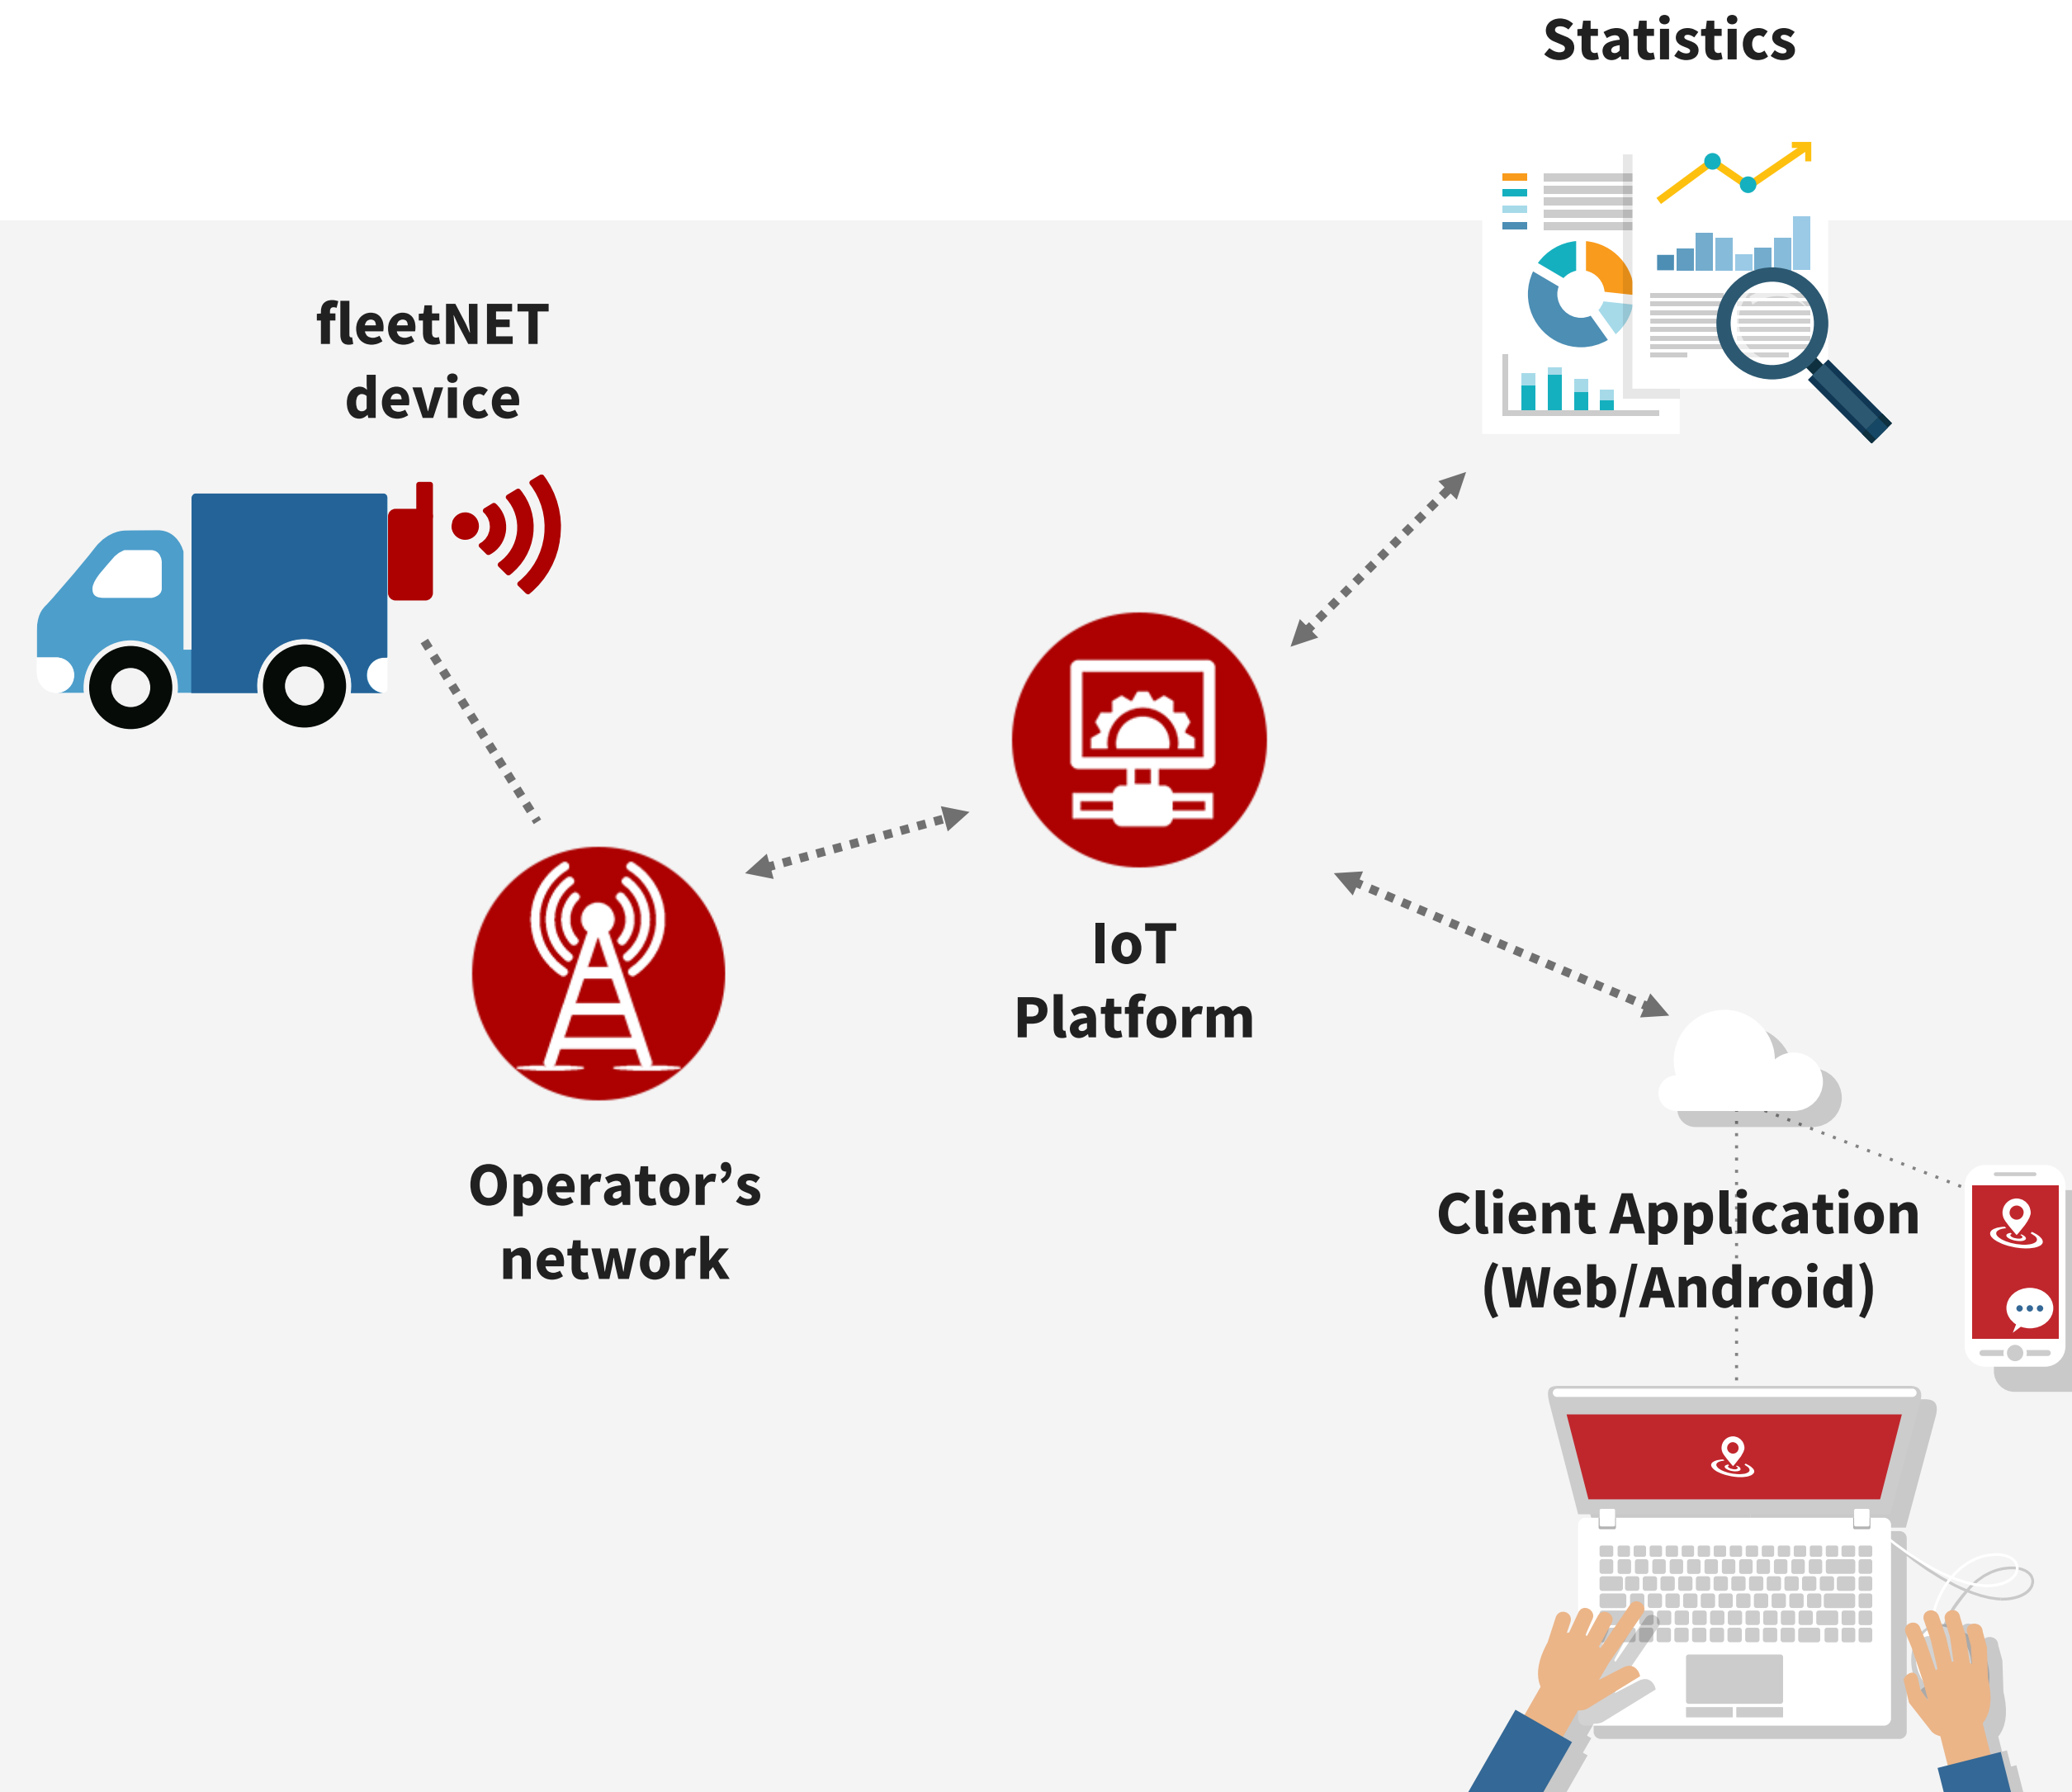 Statistics
fleetNET
device
IoT
Platform
Operator’s
network
Client Application
(Web/Android)